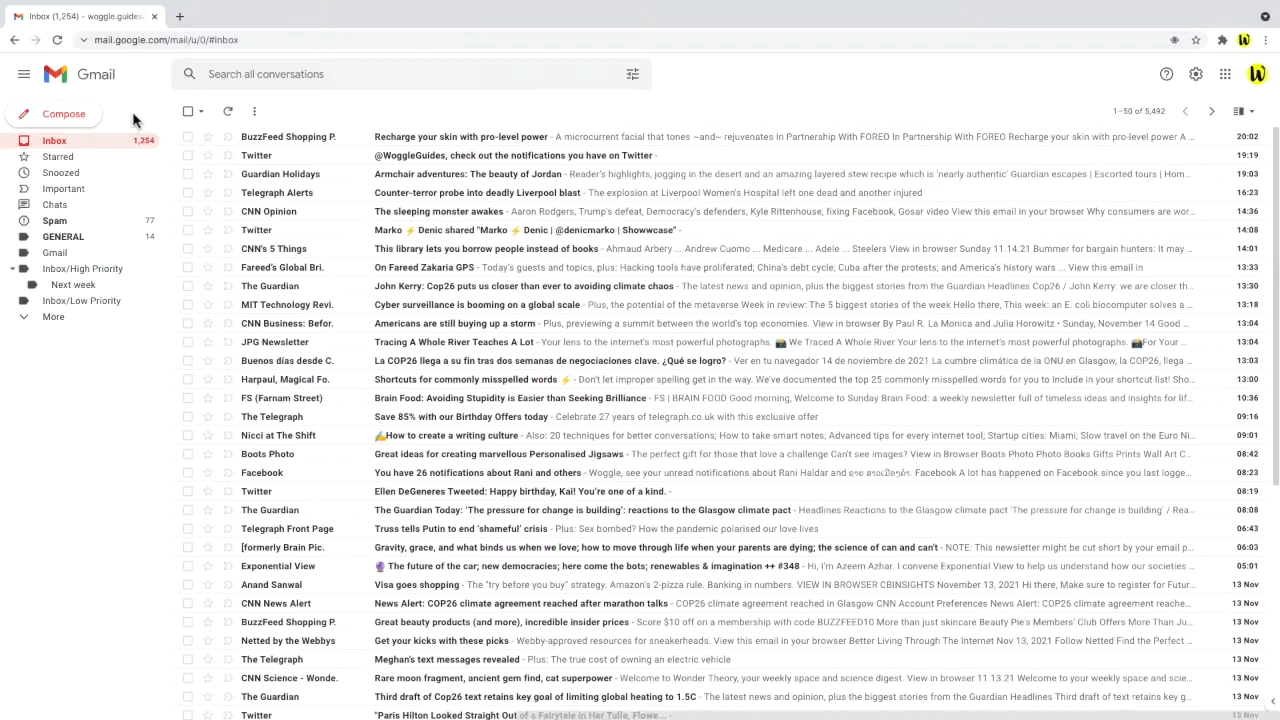 Inbox (1,254) - woggle.guides
mail.google.com/mail/u/0/#inbox
Gmail
Search all conversations
Compose
1–50 of 5,492
Inbox 1,254
Starred
Snoozed
Important
Chats
Spam 77
GENERAL 14
Gmail
Inbox/High Priority
Next week
Inbox/Low Priority
More
BuzzFeed Shopping P. Recharge your skin with pro-level power - A microcurrent facial that tones ~and~ rejuvenates In Partnership With FOREO In Partnership With FOREO Recharge your skin with pro-level power A ... 20:02
Twitter @WoggleGuides, check out the notifications you have on Twitter - 19:19
Guardian Holidays Armchair adventures: The beauty of Jordan - Reader's highlights, jogging in the desert and an amazing layered stew recipe which is 'nearly authentic' Guardian escapes | Escorted tours | Hom... 19:03
Telegraph Alerts Counter-terror probe into deadly Liverpool blast - The explosion at Liverpool Women's Hospital left one dead and another injured 16:23
CNN Opinion The sleeping monster awakes - Aaron Rodgers, Trump's defeat, Democracy's defenders, Kyle Rittenhouse, fixing Facebook, Gosar video View this email in your browser Why consumers are wor... 14:36
Twitter Marko ⚡ Denic shared "Marko ⚡ Denic | @denicmarko | Showwcase" - 14:08
CNN's 5 Things This library lets you borrow people instead of books - Ahmaud Arbery ... Andrew Cuomo ... Medicare ... Adele ... Steelers View in browser Sunday 11.14.21 Bummer for bargain hunters: It may ... 14:01
Fareed's Global Bri. On Fareed Zakaria GPS - Today's guests and topics, plus: Hacking tools have proliferated; China's debt cycle; Cuba after the protests; and America's history wars ... View this email in 13:33
The Guardian John Kerry: Cop26 puts us closer than ever to avoiding climate chaos - The latest news and opinion, plus the biggest stories from the Guardian Headlines Cop26 / John Kerry: we are closer th... 13:30
MIT Technology Revi. Cyber surveillance is booming on a global scale - Plus, the potential of the metaverse Week in review: The 5 biggest stories of the week Hello there, This week: an E. coli biocomputer solves a ... 13:18
CNN Business: Befor. Americans are still buying up a storm - Plus, previewing a summit between the world's top economies. View in browser By Paul R. La Monica and Julia Horowitz • Sunday, November 14 Good ... 13:04
JPG Newsletter Tracing A Whole River Teaches A Lot - Your lens to the internet's most powerful photographs. 📸 We Traced A Whole River Your lens to the internet's most powerful photographs. 📸For Your ... 13:04
Buenos días desde C. La COP26 llega a su fin tras dos semanas de negociaciones clave. ¿Qué se logro? - Ver en tu navegador 14 de noviembre de 2021 La cumbre climática de la ONU en Glasgow, la COP26, llega ... 13:03
Harpaul, Magical Fo. Shortcuts for commonly misspelled words ⚡ - Don't let improper spelling get in the way. We've documented the top 25 commonly misspelled words for you to include in your shortcut list! Sho... 13:00
FS (Farnam Street) Brain Food: Avoiding Stupidity is Easier than Seeking Brilliance - FS | BRAIN FOOD Good morning, Welcome to Sunday Brain Food: a weekly newsletter full of timeless ideas and insights for lif... 10:36
The Telegraph Save 85% with our Birthday Offers today - Celebrate 27 years of telegraph.co.uk with this exclusive offer 09:16
Nicci at The Shift ✍️How to create a writing culture - Also: 20 techniques for better conversations; How to take smart notes; Advanced tips for every internet tool; Startup cities: Miami; Slow travel on the Euro Ni... 09:01
Boots Photo Great ideas for creating marvellous Personalised Jigsaws - The perfect gift for those that love a challenge Can't see images? View in Browser Boots Photo Photo Books Gifts Prints Wall Art C... 08:42
Facebook You have 26 notifications about Rani and others - Woggle, see your unread notifications about Rani Haldar and Facebook A lot has happened on Facebook since you last logge... 08:23
Twitter Ellen DeGeneres Tweeted: Happy birthday, Kai! You're one of a kind. - 08:19
The Guardian The Guardian Today: 'The pressure for change is building': reactions to the Glasgow climate pact - Headlines Reactions to the Glasgow climate pact 'The pressure for change is building' / Rea... 08:08
Telegraph Front Page Truss tells Putin to end 'shameful' crisis - Plus: Sex bombed? How the pandemic polarised our love lives 06:43
[formerly Brain Pic. Gravity, grace, and what binds us when we love; how to move through life when your parents are dying; the science of can and can't - NOTE: This newsletter might be cut short by your email p... 06:03
Exponential View 🔮 The future of the car; new democracies; here come the bots; renewables & imagination ++ #348 - Hi, I'm Azeem Azhar. I convene Exponential View to help us understand how our societies ... 05:01
Anand Sanwal Visa goes shopping - The "try before you buy" strategy. Amazon's 2-pizza rule. Banking in numbers. VIEW IN BROWSER CBINSIGHTS November 13, 2021 Hi there, Make sure to register for Futur... 13 Nov
CNN News Alert News Alert: COP26 climate agreement reached after marathon talks - COP26 climate agreement reached in Glasgow CNN Account Preferences News Alert: COP26 climate agreement reache... 13 Nov
BuzzFeed Shopping P. Great beauty products (and more), incredible insider prices - Score $10 off on a membership with code BUZZFEED10 More than just skincare Beauty Pie's Members' Club Offers More Than Ju... 13 Nov
Netted by the Webbys Get your kicks with these picks - Webby-approved resources for sneakerheads. View this email in your browser Better Living Through The Internet Nov 13, 2021 Follow Netted Find the Perfect ... 13 Nov
The Telegraph Meghan's text messages revealed - Plus: The true cost of owning an electric vehicle 13 Nov
CNN Science - Wonde. Rare moon fragment, ancient gem find, cat superpower - Welcome to Wonder Theory, your weekly space and science digest. View in browser 11.13.21 Welcome to your weekly space and scie... 13 Nov
The Guardian Third draft of Cop26 text retains key goal of limiting global heating to 1.5C - The latest news and opinion, plus the biggest stories from the Guardian Headlines Third draft of Cop26 text retains key g... 13 Nov
Twitter "Paris Hilton Looked Straight Out of a Fairytale in Her Tulle, Flowe... - 13 Nov